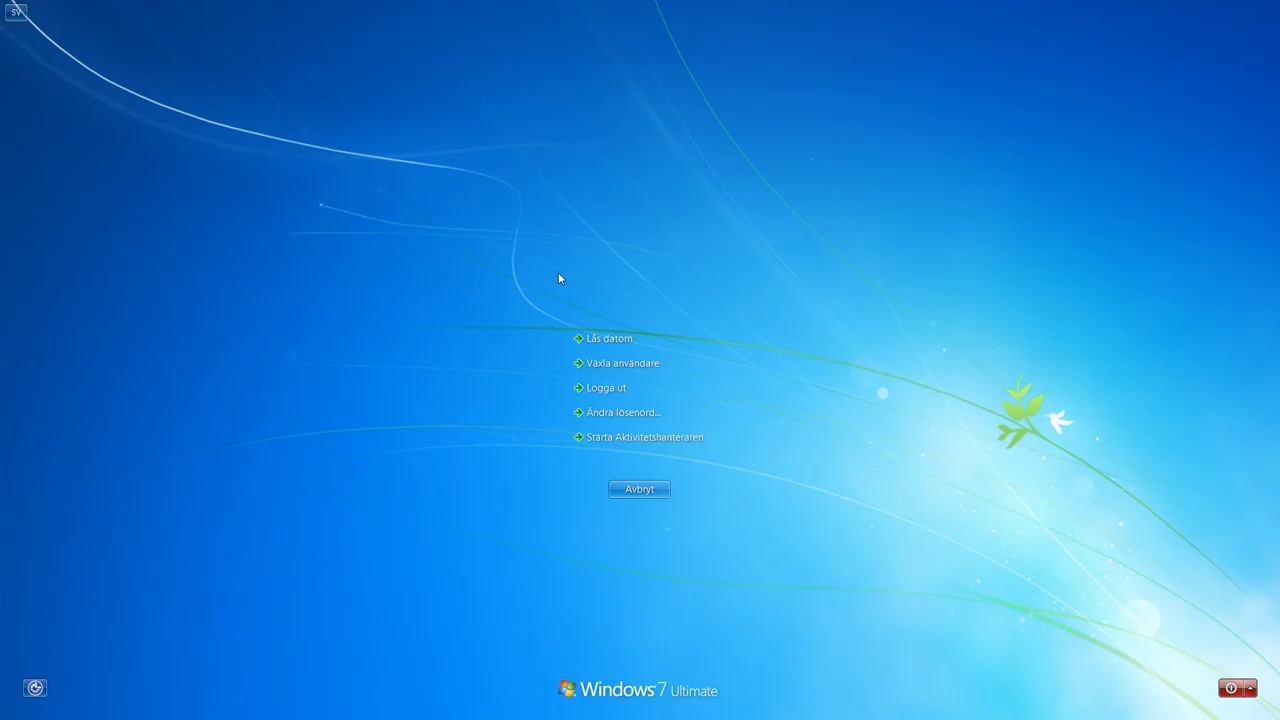 SV
Lås datorn
Växla användare
Logga ut
Ändra lösenord...
Starta Aktivitetshanteraren
Avbryt
Windows 7 Ultimate